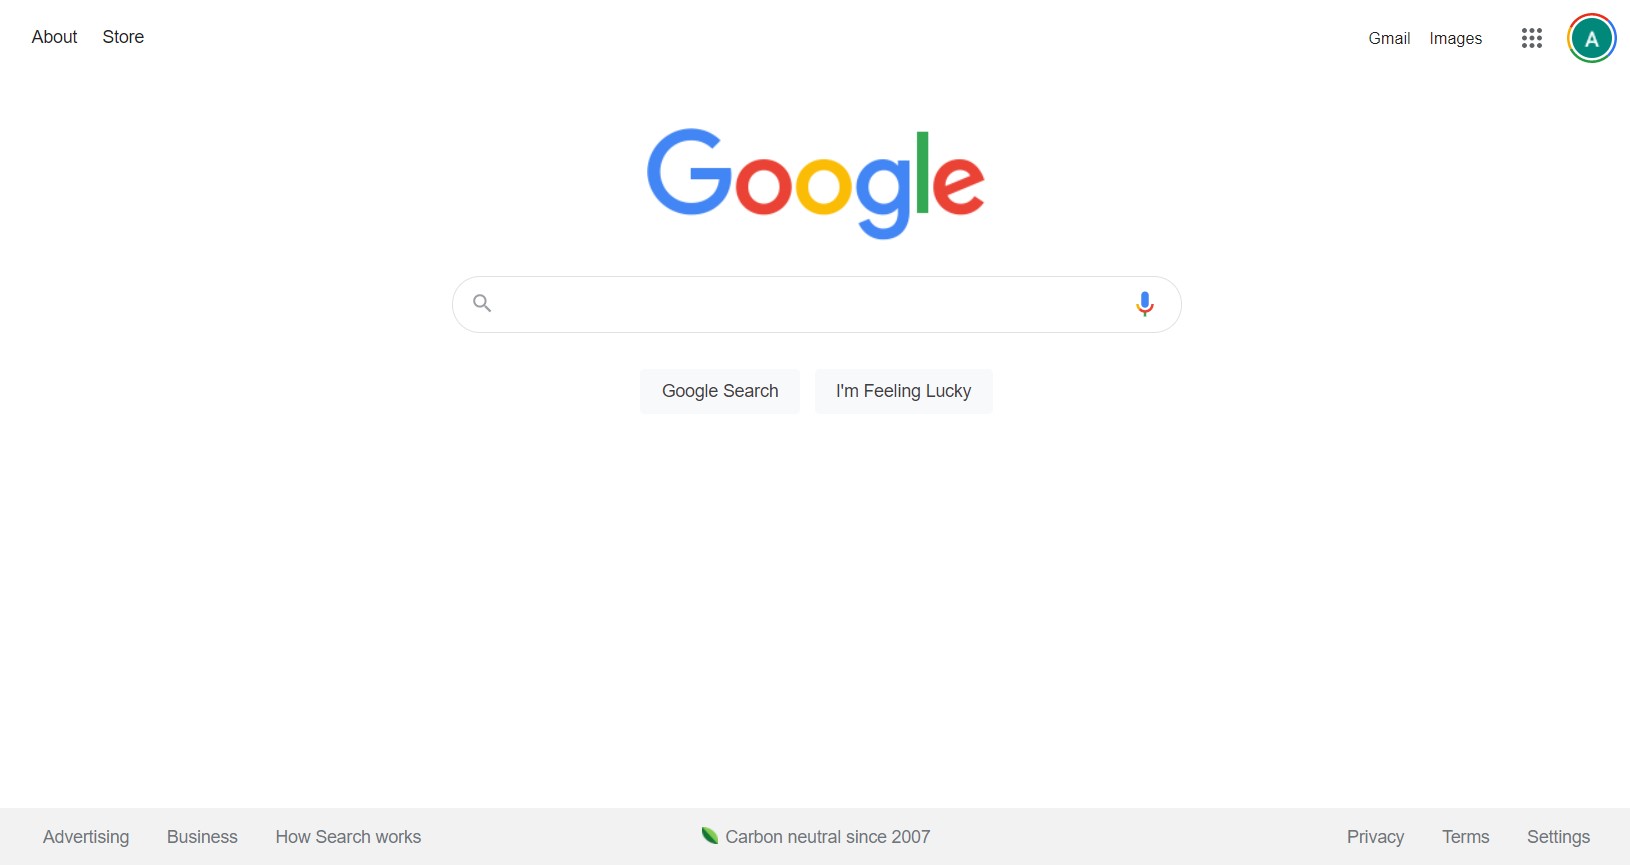 About Store Gmail Images A
Google
Google Search I'm Feeling Lucky
Advertising Business How Search works Carbon neutral since 2007 Privacy Terms Settings